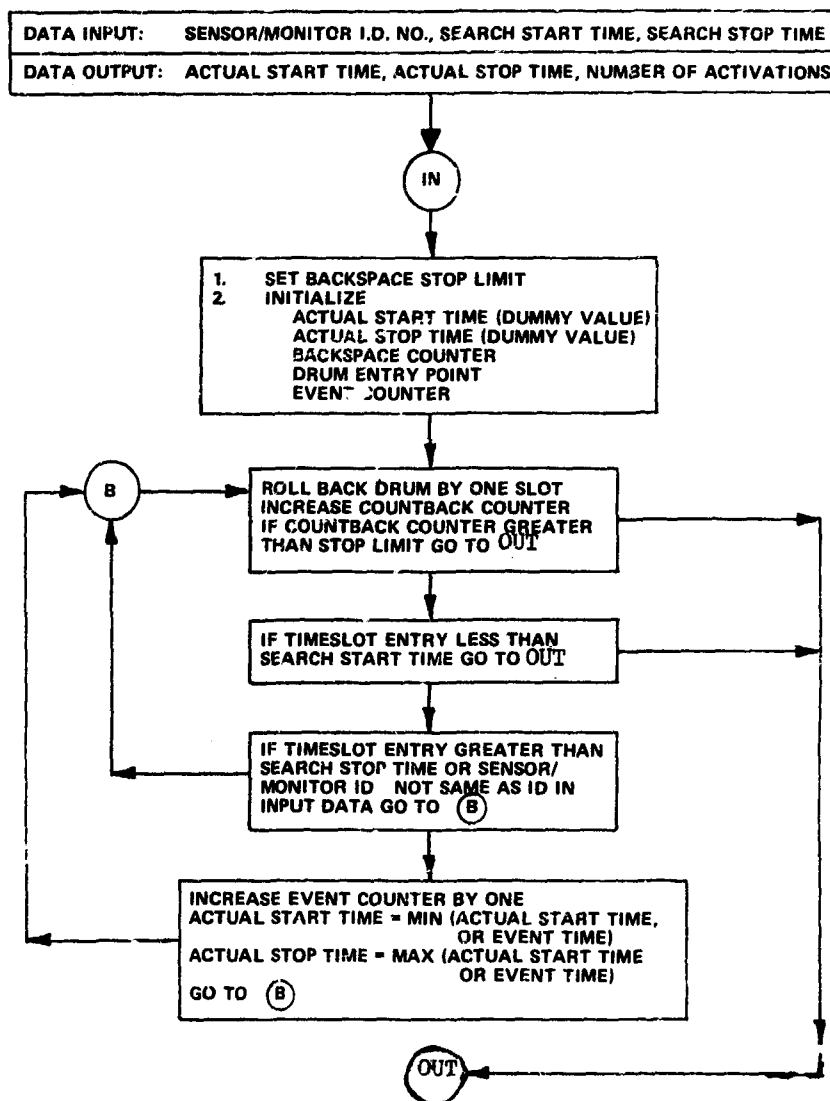 DATA INPUT: SENSOR/MONITOR I.D. NO., SEARCH START TIME, SEARCH STOP TIME
DATA OUTPUT: ACTUAL START TIME, ACTUAL STOP TIME, NUMBER OF ACTIVATIONS
IN
1. SET BACKSPACE STOP LIMIT
2. INITIALIZE
ACTUAL START TIME (DUMMY VALUE)
ACTUAL STOP TIME (DUMMY VALUE)
BACKSPACE COUNTER
DRUM ENTRY POINT
EVENT COUNTER
B
ROLL BACK DRUM BY ONE SLOT
INCREASE COUNTBACK COUNTER
IF COUNTBACK COUNTER GREATER
THAN STOP LIMIT GO TO OUT
IF TIMESLOT ENTRY LESS THAN
SEARCH START TIME GO TO OUT
IF TIMESLOT ENTRY GREATER THAN
SEARCH STOP TIME OR SENSOR/
MONITOR ID NOT SAME AS ID IN
INPUT DATA GO TO B
INCREASE EVENT COUNTER BY ONE
ACTUAL START TIME = MIN (ACTUAL START TIME,
OR EVENT TIME)
ACTUAL STOP TIME = MAX (ACTUAL START TIME
OR EVENT TIME)
GO TO B
OUT